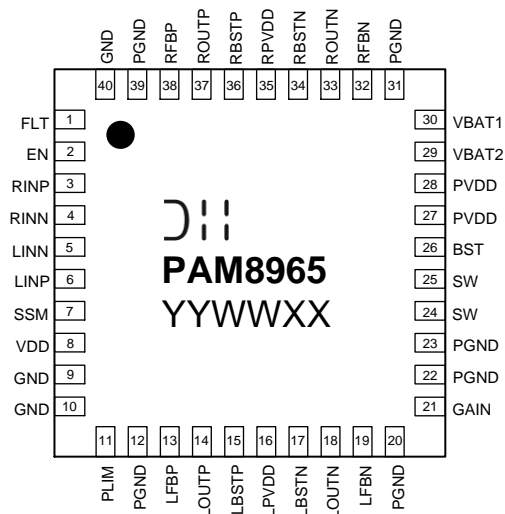 GND PGND RFBP ROUTP RBSTP RPVDD RBSTN ROUTN RFBN PGND
40 39 38 37 36 35 34 33 32 31
FLT 1 30 VBAT1
EN 2 29 VBAT2
RINP 3 28 PVDD
RINN 4 27 PVDD
LINN 5 26 BST
LINP 6 25 SW
SSM 7 24 SW
VDD 8 23 PGND
GND 9 22 PGND
GND 10 21 GAIN
PAM8965
YYWWXX
11 12 13 14 15 16 17 18 19 20
PLIM PGND LFBP LOUTP LBSTP LPVDD LBSTN LOUTN LFBN PGND